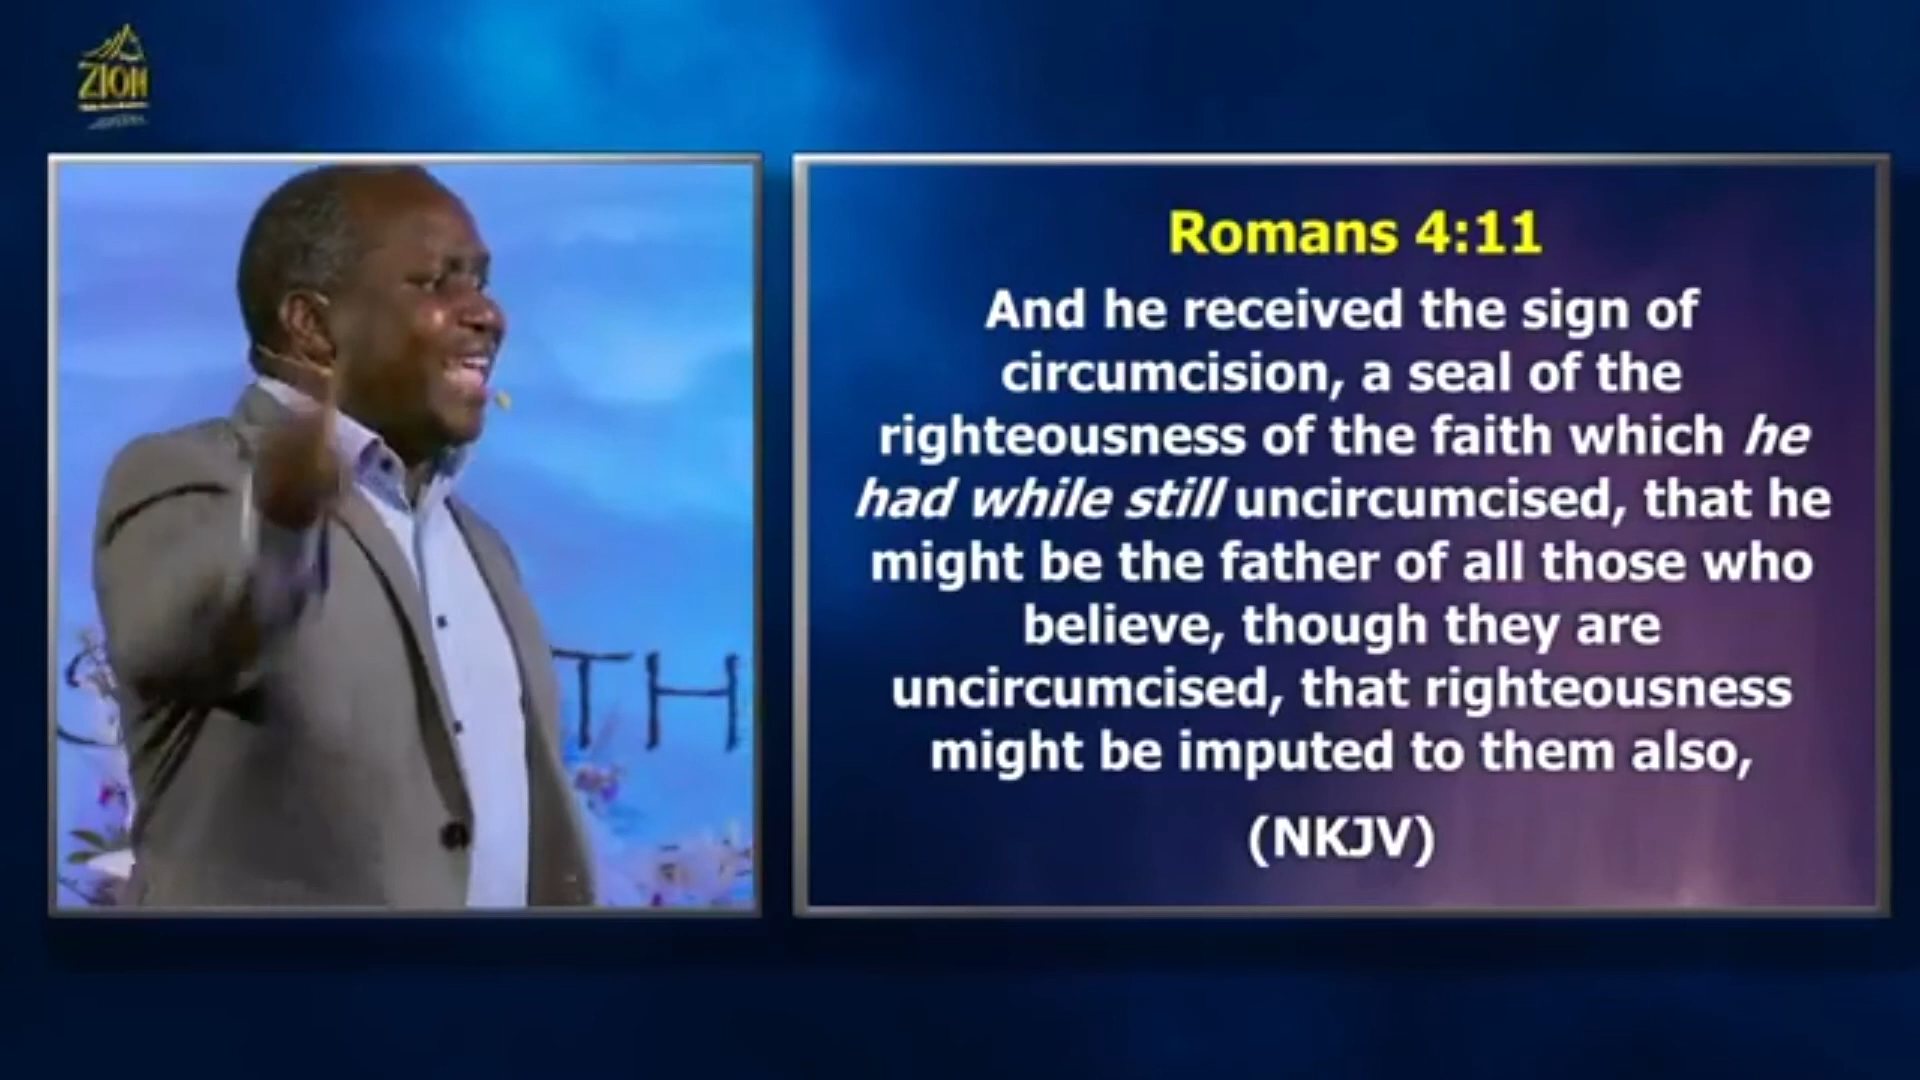 ZION
Romans 4:11
And he received the sign of
circumcision, a seal of the
righteousness of the faith which he
had while still uncircumcised, that he
might be the father of all those who
believe, though they are
uncircumcised, that righteousness
might be imputed to them also,
(NKJV)
TH